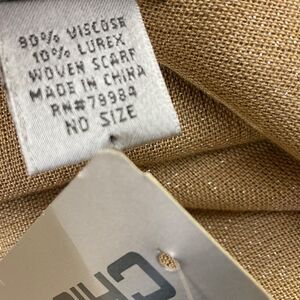 90% VISCOSE
10% LUREX
WOVEN SCARF
MADE IN CHINA
RN#79984
NO SIZE